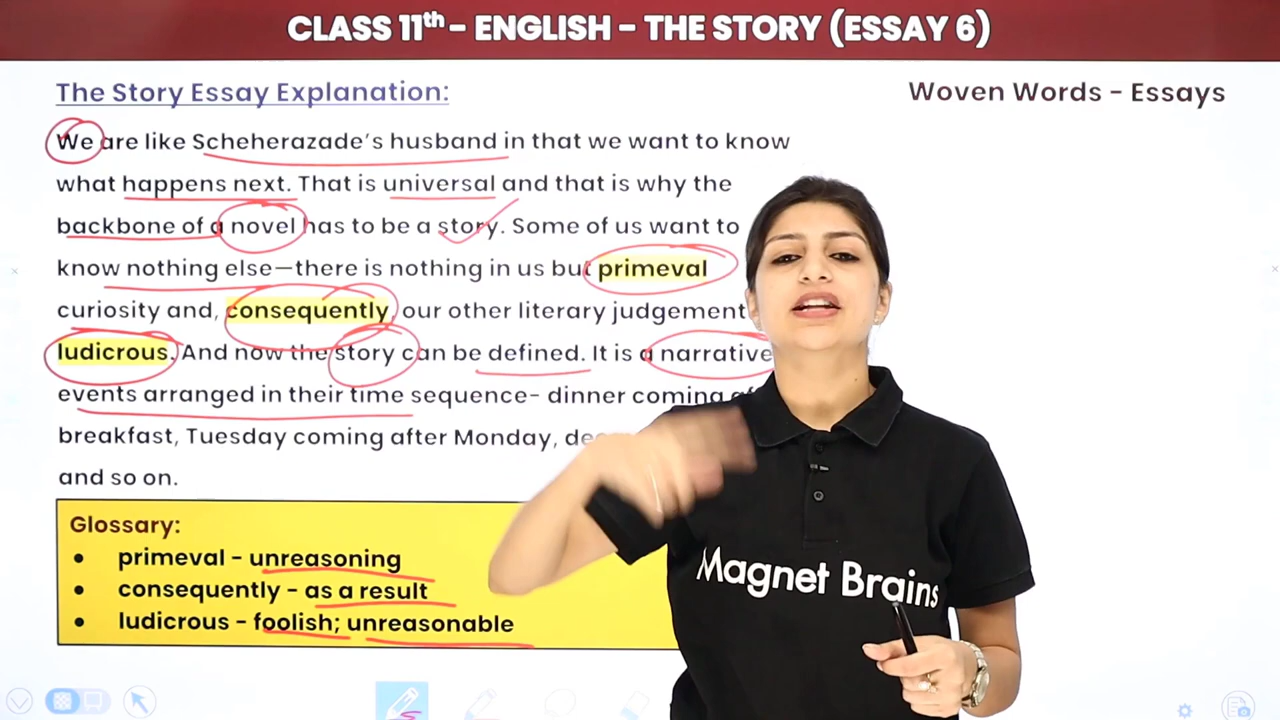 CLASS 11th - ENGLISH - THE STORY (ESSAY 6)
The Story Essay Explanation:
Woven Words - Essays
We are like Scheherazade's husband in that we want to know
what happens next. That is universal and that is why the
backbone of a novel has to be a story. Some of us want to
know nothing else—there is nothing in us but primeval
curiosity and, consequently, our other literary judgement
ludicrous. And now the story can be defined. It is a narrative
events arranged in their time sequence- dinner coming
breakfast, Tuesday coming after Monday,
and so on.
Glossary:
• primeval - unreasoning
• consequently - as a result
• ludicrous - foolish; unreasonable
Magnet Brains